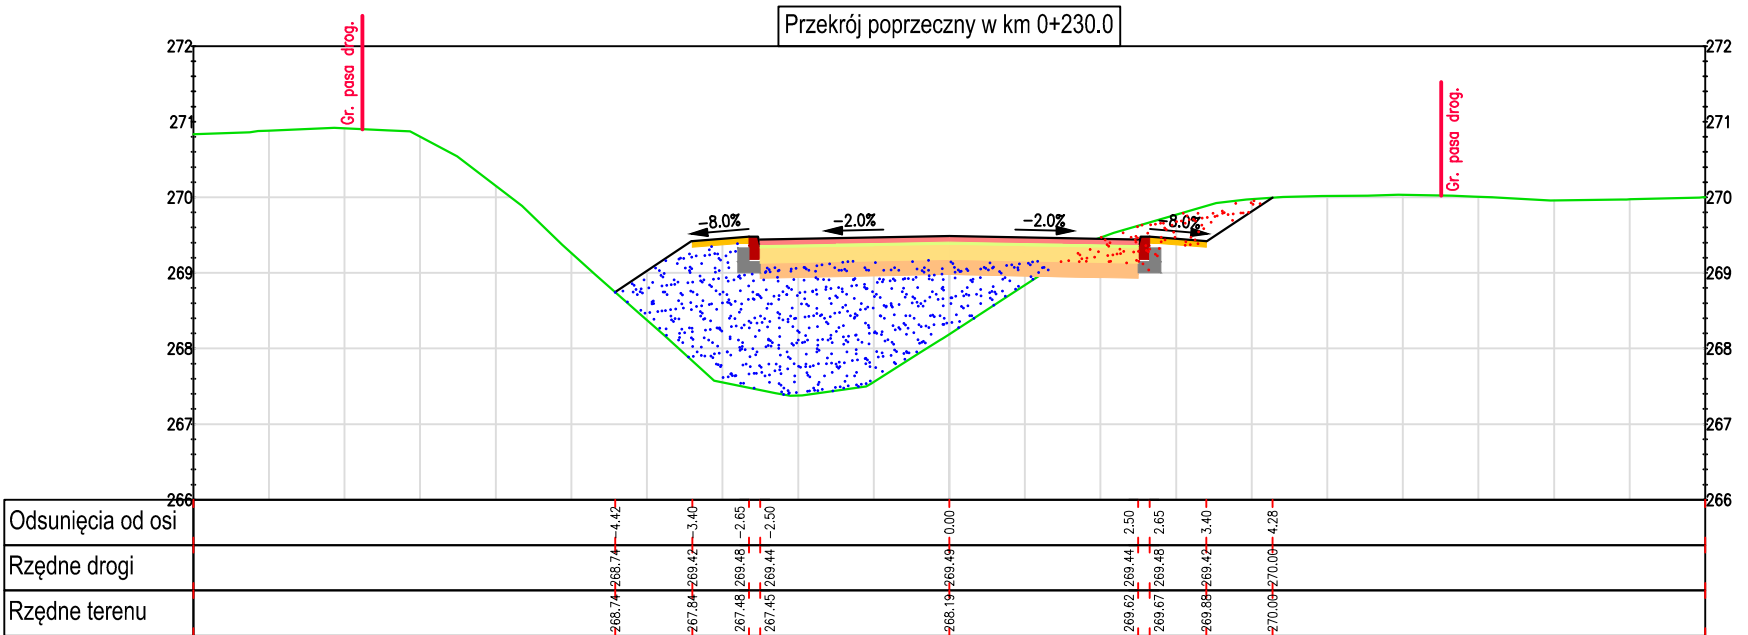 Przekrój poprzeczny w km 0+230.0
Gr. pasa drog.
Gr. pasa drog.
272
271
270
269
268
267
266
272
271
270
269
268
267
266
-8.0% -2.0% -2.0% -8.0%
Odsunięcia od osi -4.42 -3.40 -2.65 -2.50 0.00 2.50 2.65 3.40 4.28
Rzędne drogi 268.74 269.42 269.48 269.44 269.49 269.44 269.48 269.42 270.00
Rzędne terenu 268.74 267.84 267.48 267.45 268.19 269.62 269.67 269.88 270.00